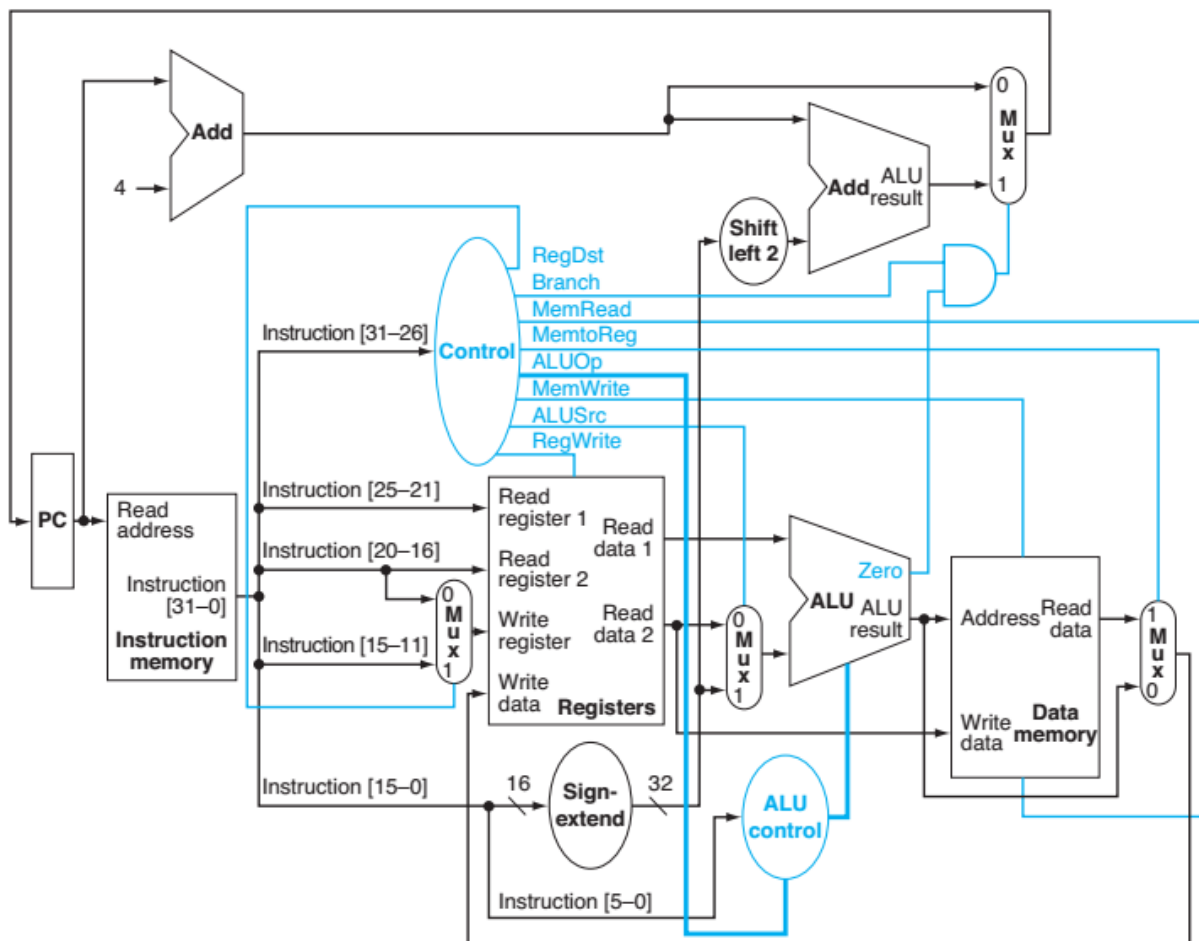 0
M
u
x
1
Add
4
Add
ALU
result
Shift
left 2
RegDst
Branch
MemRead
MemtoReg
ALUOp
MemWrite
ALUSrc
RegWrite
Control
Instruction [31–26]
Instruction [25–21]
Instruction [20–16]
Instruction [15–11]
Instruction [15–0]
Instruction [5–0]
PC
Read
address
Instruction
[31–0]
Instruction
memory
0
M
u
x
1
Read
register 1
Read
register 2
Write
register
Write
data
Read
data 1
Read
data 2
Registers
0
M
u
x
1
Zero
ALU
ALU
result
Address
Read
data
Write
data
Data
memory
1
M
u
x
0
16
Sign-
extend
32
ALU
control